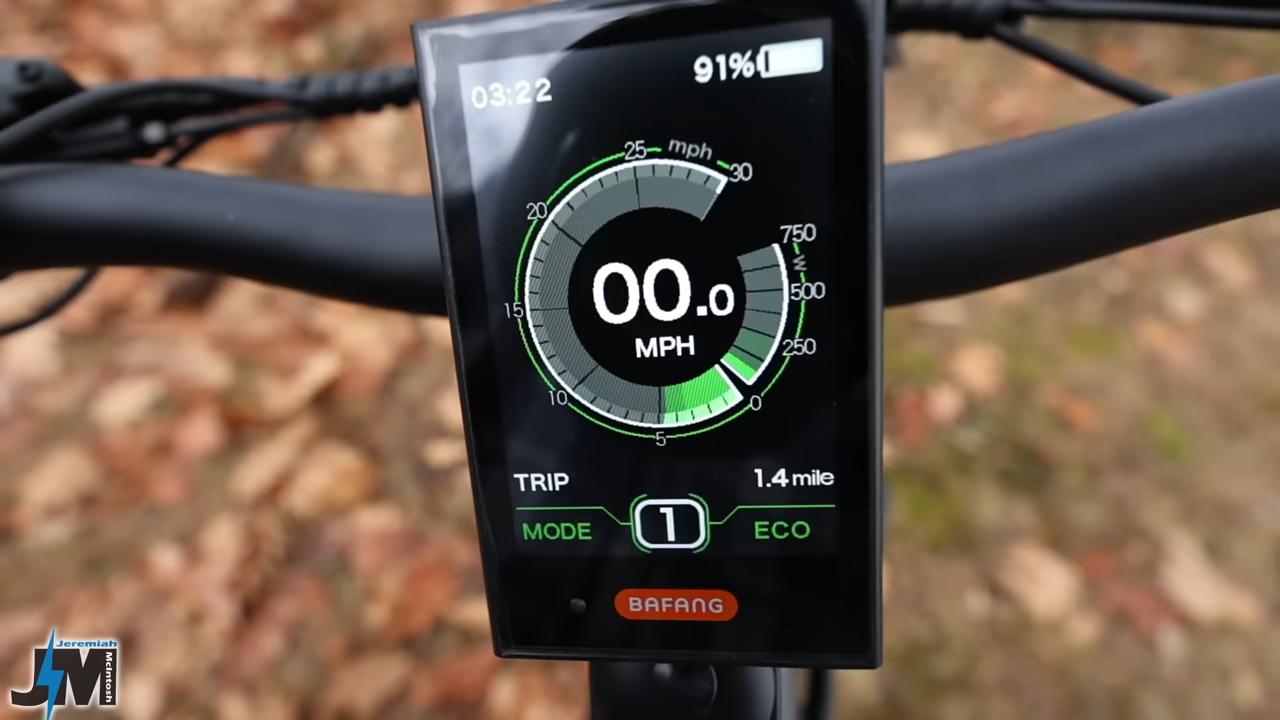 03:22 91%
25 mph 30
20
750
W
00.0
500
15
MPH
250
10
0
5
TRIP 1.4 mile
MODE 1 ECO
BAFANG
Jeremiah
JM
McIntosh